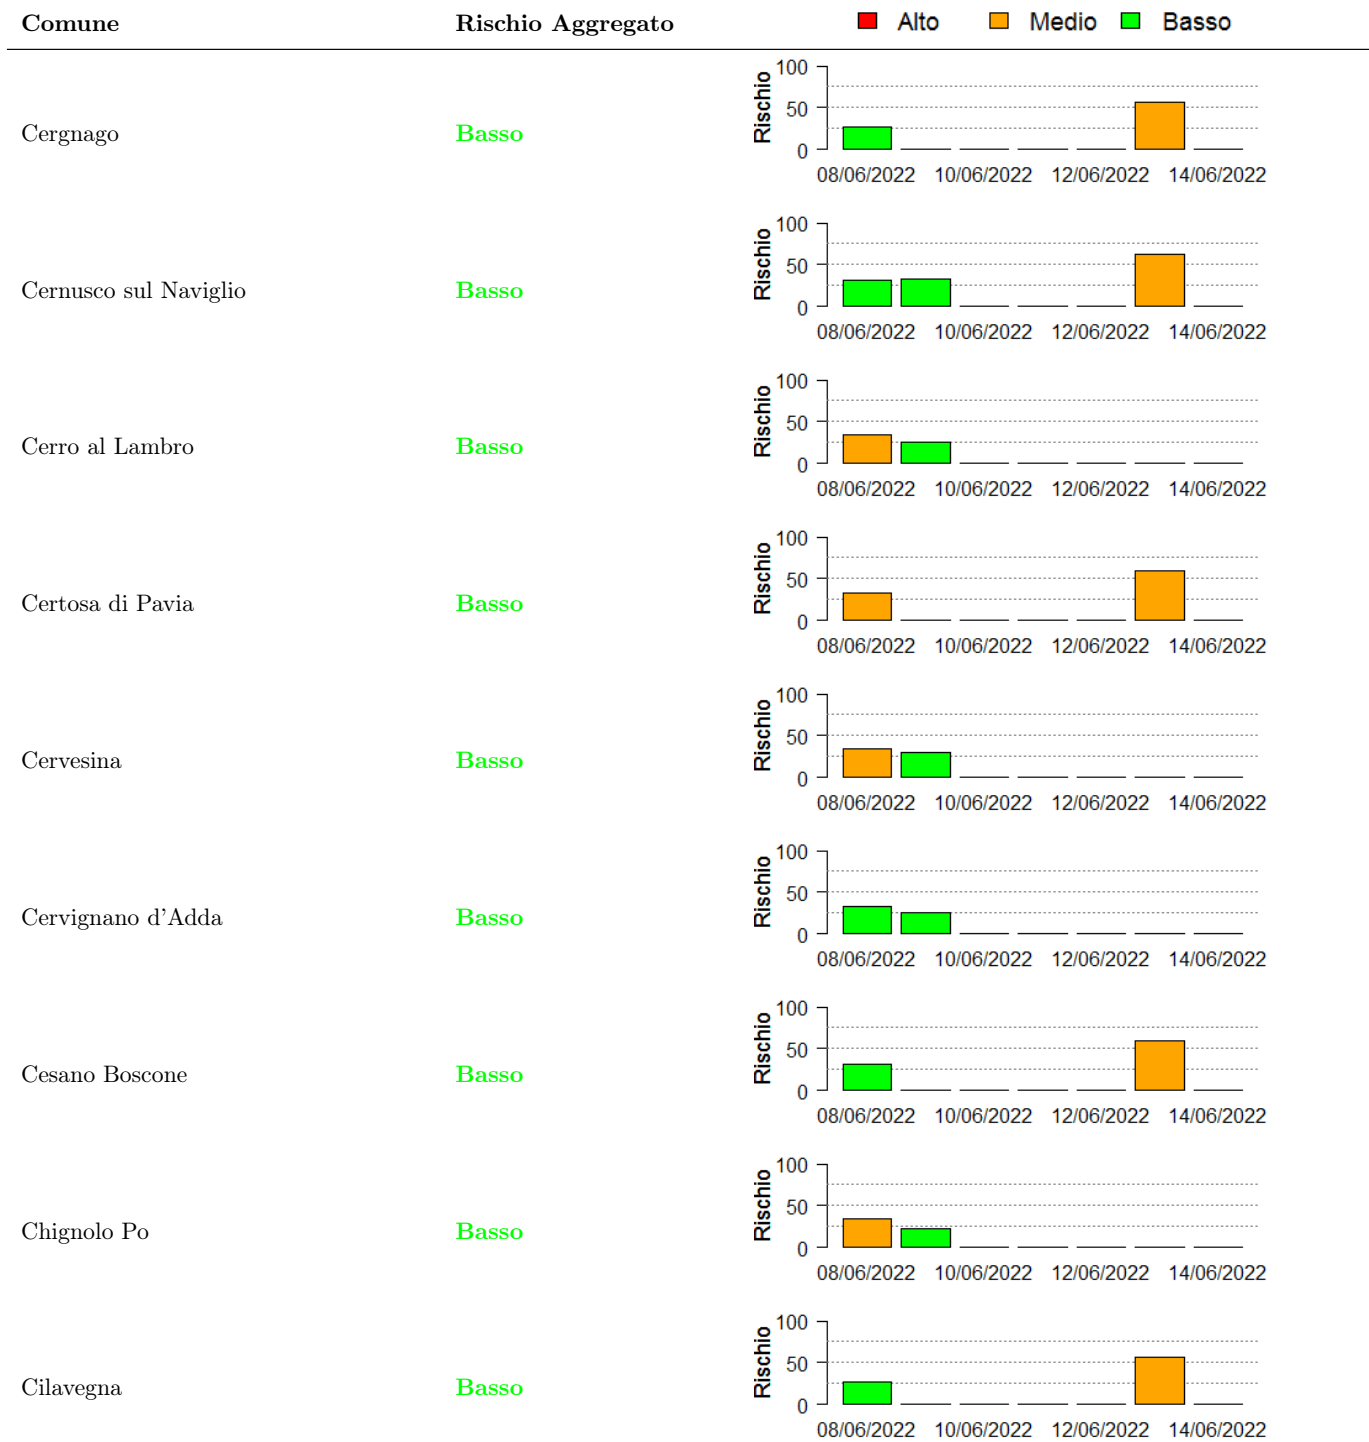 Comune Rischio Aggregato Alto Medio Basso
100
50
0
Rischio
Cergnago Basso
08/06/2022 10/06/2022 12/06/2022 14/06/2022
100
50
0
Rischio
Cernusco sul Naviglio Basso
08/06/2022 10/06/2022 12/06/2022 14/06/2022
100
50
0
Rischio
Cerro al Lambro Basso
08/06/2022 10/06/2022 12/06/2022 14/06/2022
100
50
0
Rischio
Certosa di Pavia Basso
08/06/2022 10/06/2022 12/06/2022 14/06/2022
100
50
0
Rischio
Cervesina Basso
08/06/2022 10/06/2022 12/06/2022 14/06/2022
100
50
0
Rischio
Cervignano d'Adda Basso
08/06/2022 10/06/2022 12/06/2022 14/06/2022
100
50
0
Rischio
Cesano Boscone Basso
08/06/2022 10/06/2022 12/06/2022 14/06/2022
100
50
0
Rischio
Chignolo Po Basso
08/06/2022 10/06/2022 12/06/2022 14/06/2022
100
50
0
Rischio
Cilavegna Basso
08/06/2022 10/06/2022 12/06/2022 14/06/2022